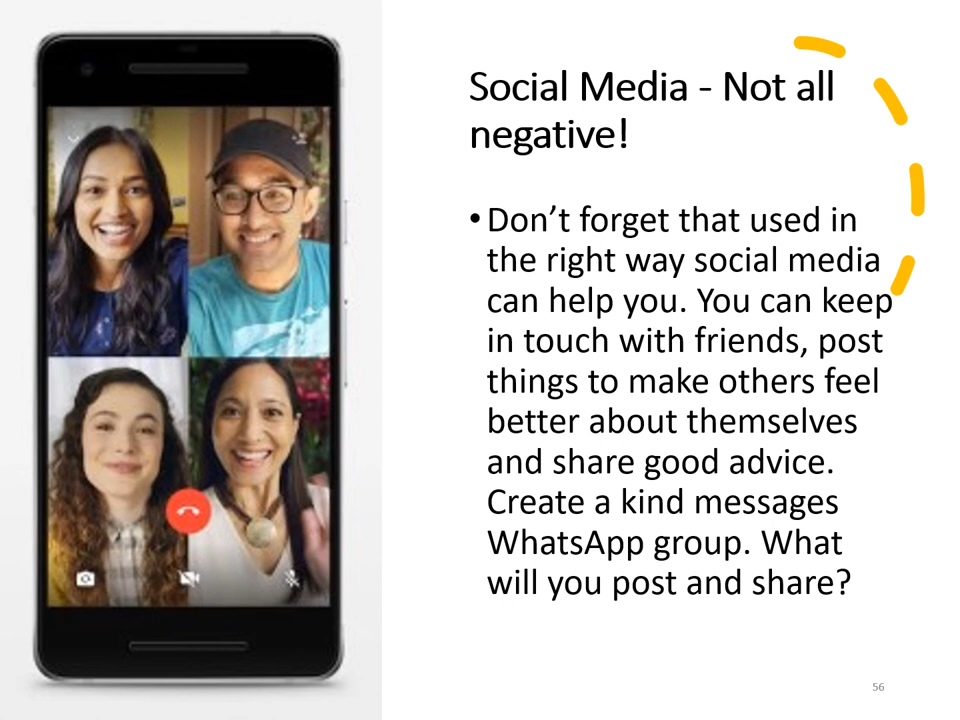 Social Media - Not all
negative!
• Don’t forget that used in
the right way social media
can help you. You can keep
in touch with friends, post
things to make others feel
better about themselves
and share good advice.
Create a kind messages
WhatsApp group. What
will you post and share?
56